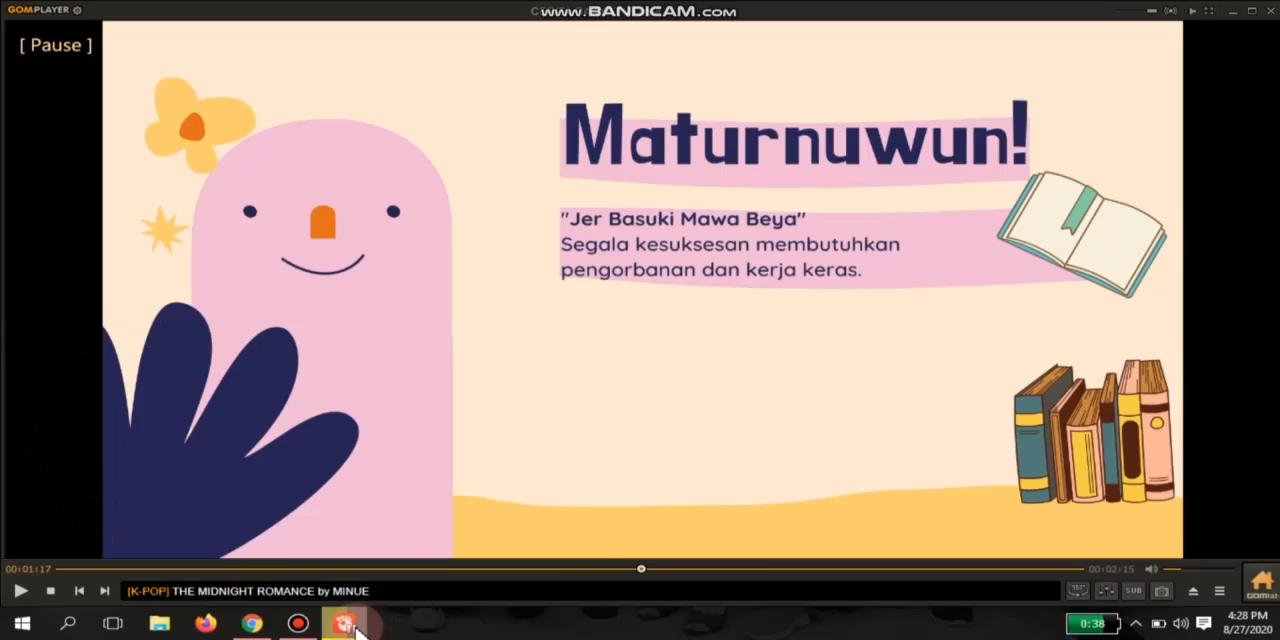 GOMPLAYER
www.BANDICAM.com
[ Pause ]
Maturnuwun!
"Jer Basuki Mawa Beya"
Segala kesuksesan membutuhkan
pengorbanan dan kerja keras.
00:01:17
00:02:15
[K-POP] THE MIDNIGHT ROMANCE by MINUE
360°
SUB
0:38
4:28 PM
8/27/2020